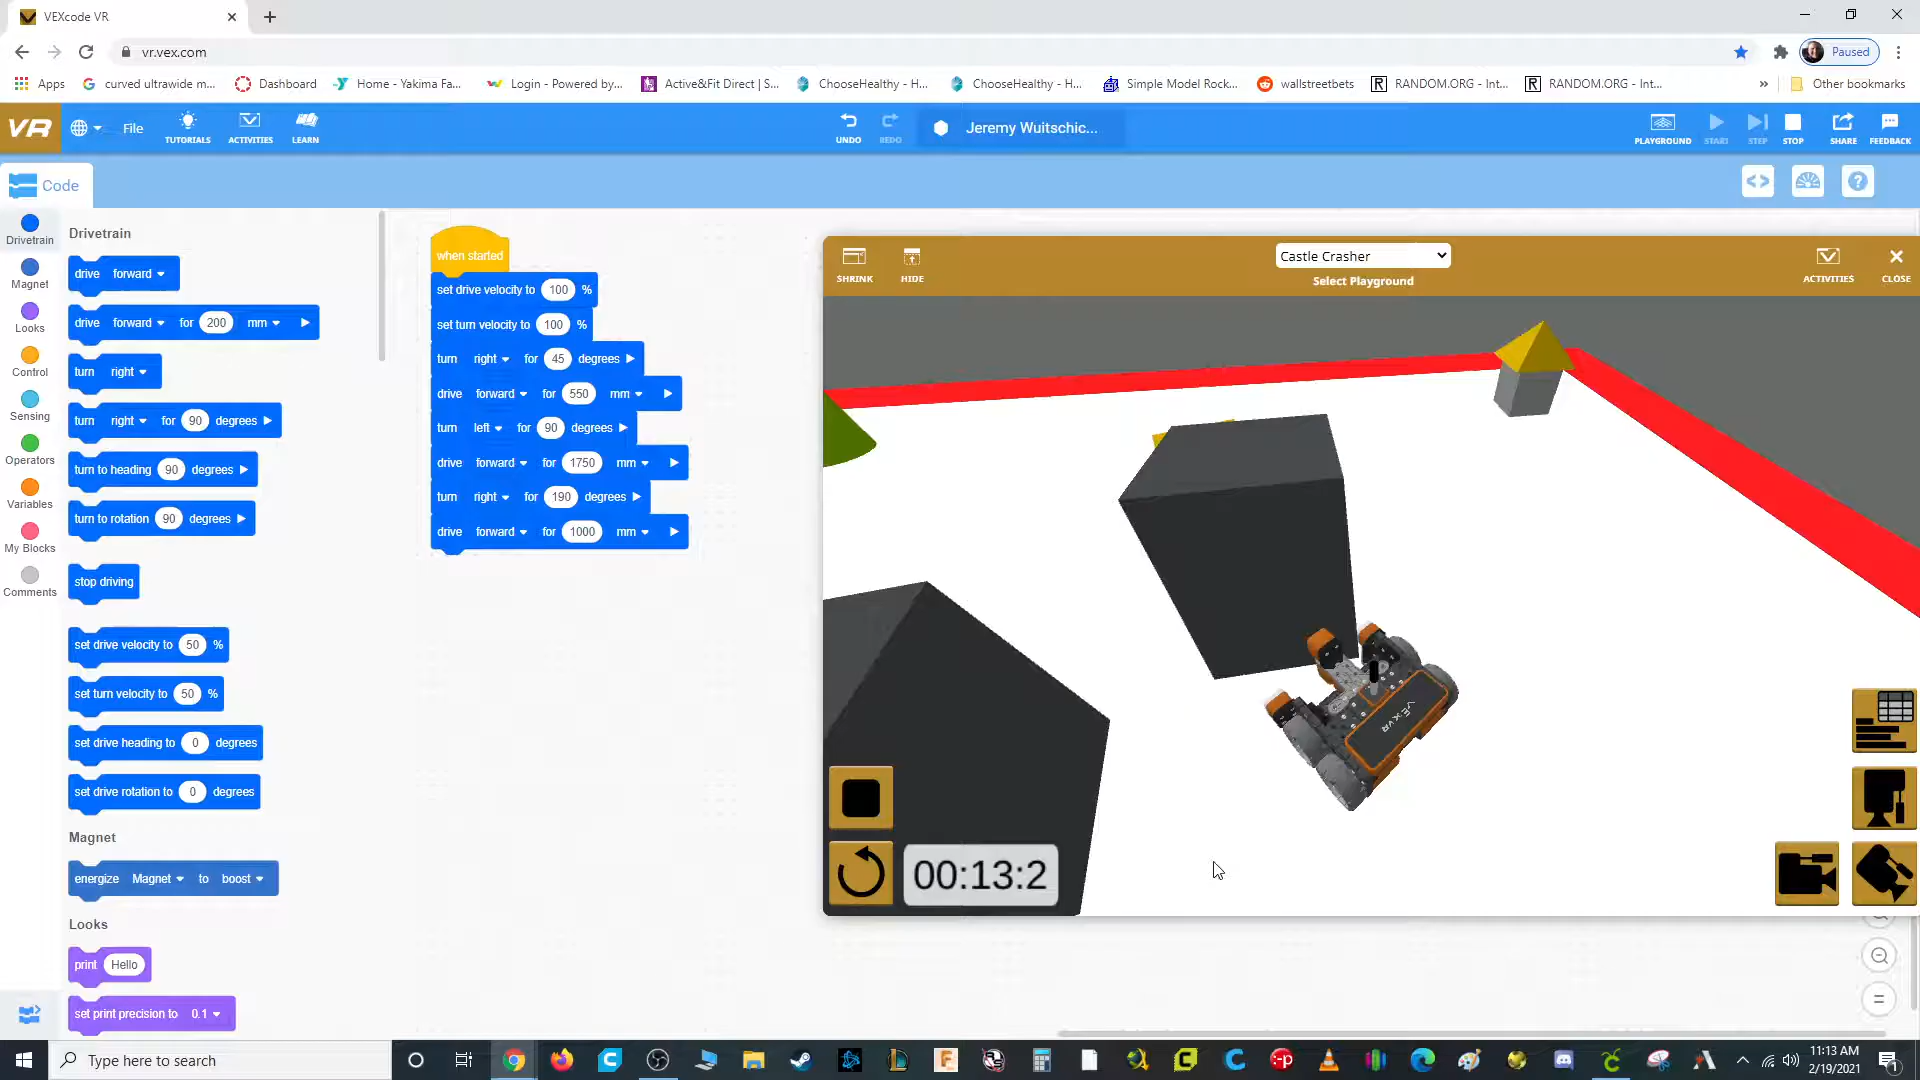 VEXcode VR
vr.vex.com
Paused
Apps
curved ultrawide m...
Dashboard
Home - Yakima Fa...
Login - Powered by...
Active&Fit Direct | S...
ChooseHealthy - H...
ChooseHealthy - H...
Simple Model Rock...
wallstreetbets
RANDOM.ORG - Int...
RANDOM.ORG - Int...
»
Other bookmarks
VR
File
TUTORIALS
ACTIVITIES
LEARN
UNDO
REDO
Jeremy Wuitschic...
PLAYGROUND
START
STEP
STOP
SHARE
FEEDBACK
Code
Drivetrain
Magnet
Looks
Control
Sensing
Operators
Variables
My Blocks
Comments
Drivetrain
drive forward
drive forward for 200 mm
turn right
turn right for 90 degrees
turn to heading 90 degrees
turn to rotation 90 degrees
stop driving
set drive velocity to 50 %
set turn velocity to 50 %
set drive heading to 0 degrees
set drive rotation to 0 degrees
Magnet
energize Magnet to boost
Looks
print Hello
set print precision to 0.1
when started
set drive velocity to 100 %
set turn velocity to 100 %
turn right for 45 degrees
drive forward for 550 mm
turn left for 90 degrees
drive forward for 1750 mm
turn right for 190 degrees
drive forward for 1000 mm
SHRINK
HIDE
Castle Crasher
Select Playground
ACTIVITIES
CLOSE
VEX VR
00:13:2
Type here to search
11:13 AM
2/19/2021
1